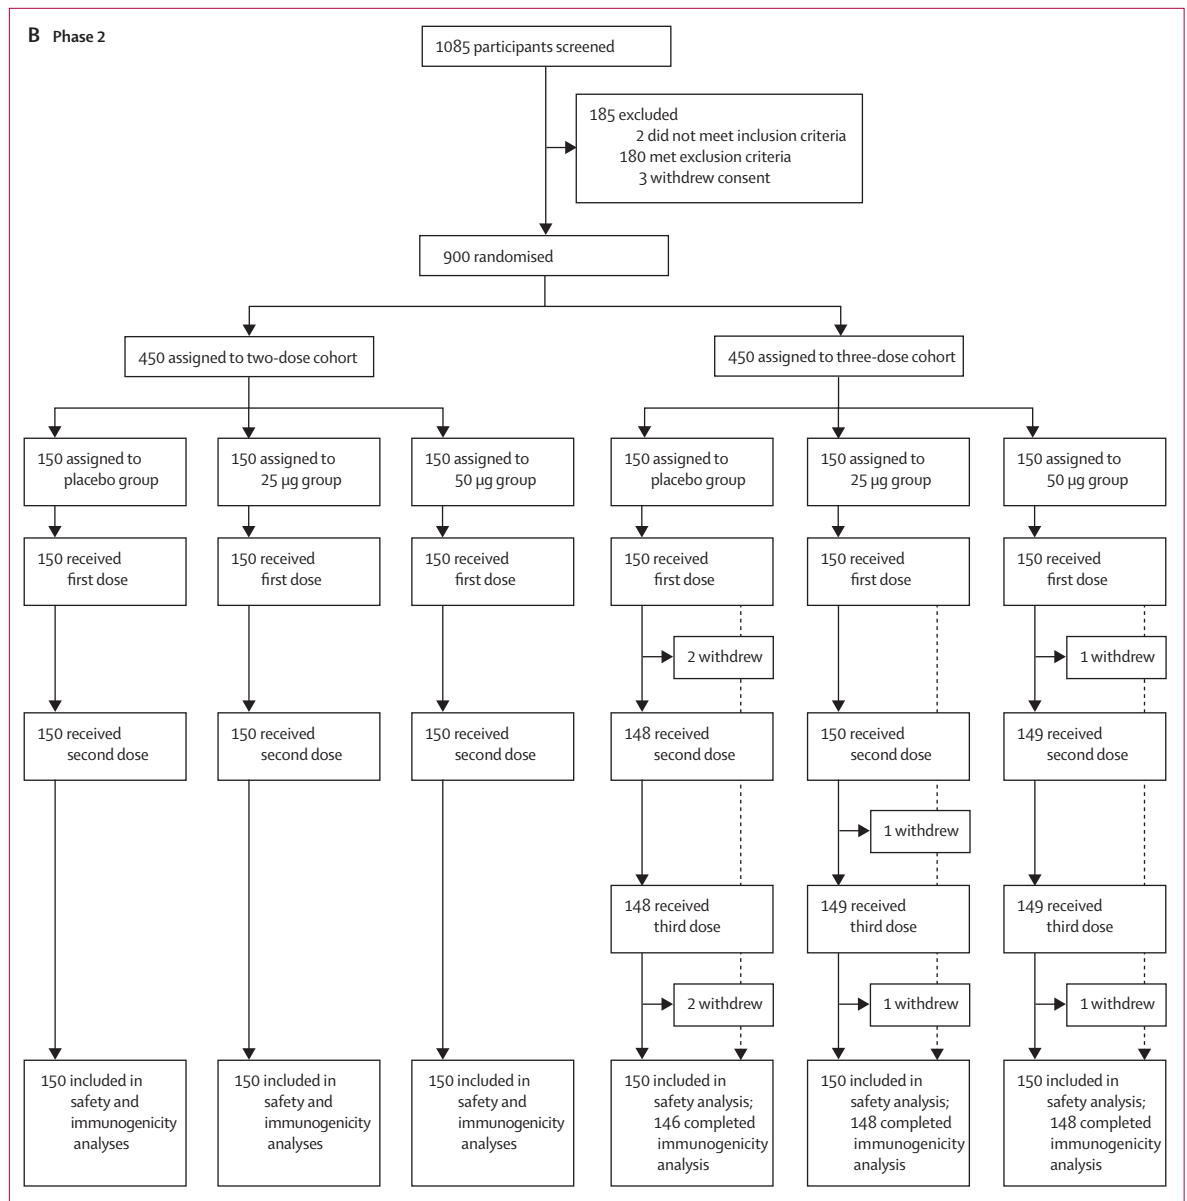 B Phase 2
1085 participants screened
185 excluded
2 did not meet inclusion criteria
180 met exclusion criteria
3 withdrew consent
900 randomised
450 assigned to two-dose cohort
450 assigned to three-dose cohort
150 assigned to
placebo group
150 assigned to
25 µg group
150 assigned to
50 µg group
150 assigned to
placebo group
150 assigned to
25 µg group
150 assigned to
50 µg group
150 received
first dose
150 received
first dose
150 received
first dose
150 received
first dose
150 received
first dose
150 received
first dose
2 withdrew
1 withdrew
150 received
second dose
150 received
second dose
150 received
second dose
148 received
second dose
150 received
second dose
149 received
second dose
1 withdrew
148 received
third dose
149 received
third dose
149 received
third dose
2 withdrew
1 withdrew
1 withdrew
150 included in
safety and
immunogenicity
analyses
150 included in
safety and
immunogenicity
analyses
150 included in
safety and
immunogenicity
analyses
150 included in
safety analysis;
146 completed
immunogenicity
analysis
150 included in
safety analysis;
148 completed
immunogenicity
analysis
150 included in
safety analysis;
148 completed
immunogenicity
analysis